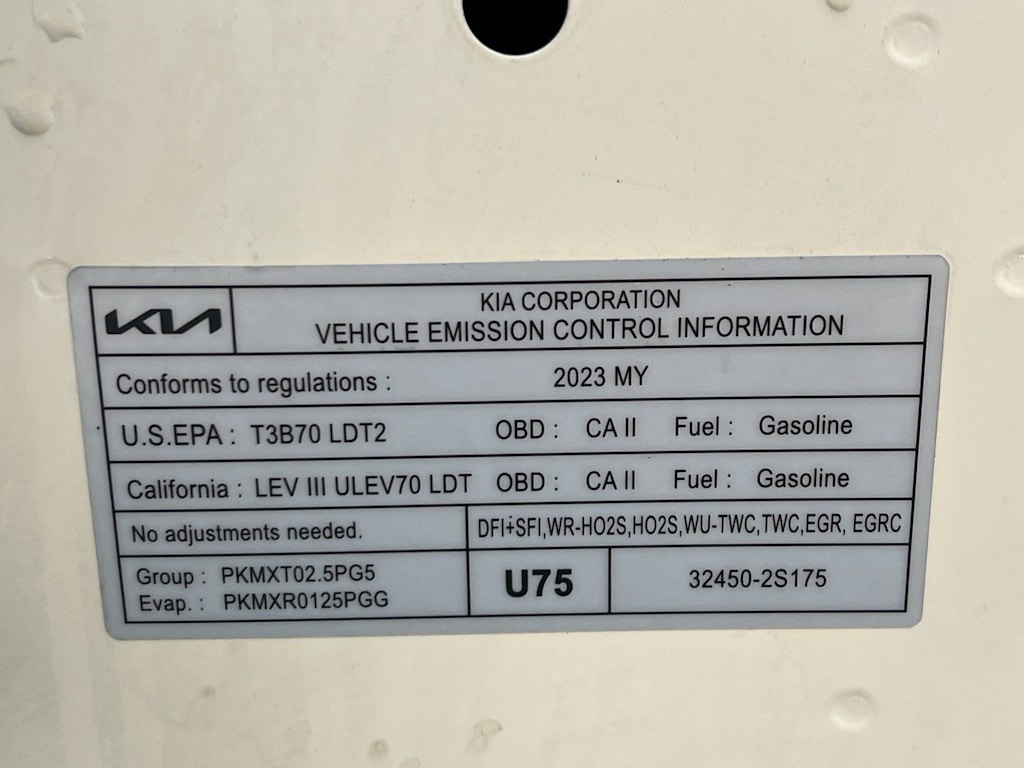 KIA
KIA CORPORATION
VEHICLE EMISSION CONTROL INFORMATION
Conforms to regulations : 2023 MY
U.S.EPA : T3B70 LDT2 OBD : CA II Fuel : Gasoline
California : LEV III ULEV70 LDT OBD : CA II Fuel : Gasoline
No adjustments needed. DFI+SFI,WR-HO2S,HO2S,WU-TWC,TWC,EGR, EGRC
Group : PKMXT02.5PG5
Evap. : PKMXR0125PGG
U75
32450-2S175